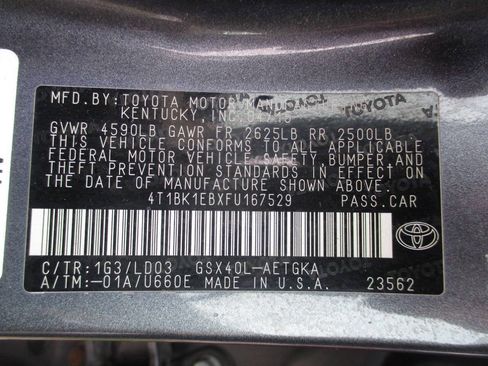 MFD.BY:TOYOTA MOTOR MAN
KENTUCKY,INC.
GVWR 4590LB GAWR FR 2625LB RR 2500LB
THIS VEHICLE CONFORMS TO ALL APPLICABLE
FEDERAL MOTOR VEHICLE SAFETY,BUMPER,AND
THEFT PREVENTION STANDARDS IN EFFECT ON
THE DATE OF MANUFACTURE SHOWN ABOVE.
4T1BK1EBXFU167529 PASS.CAR
C/TR:1G3/LD03 GSX40L-AETGKA
A/TM:-01A/U660E MADE IN U.S.A. 23562